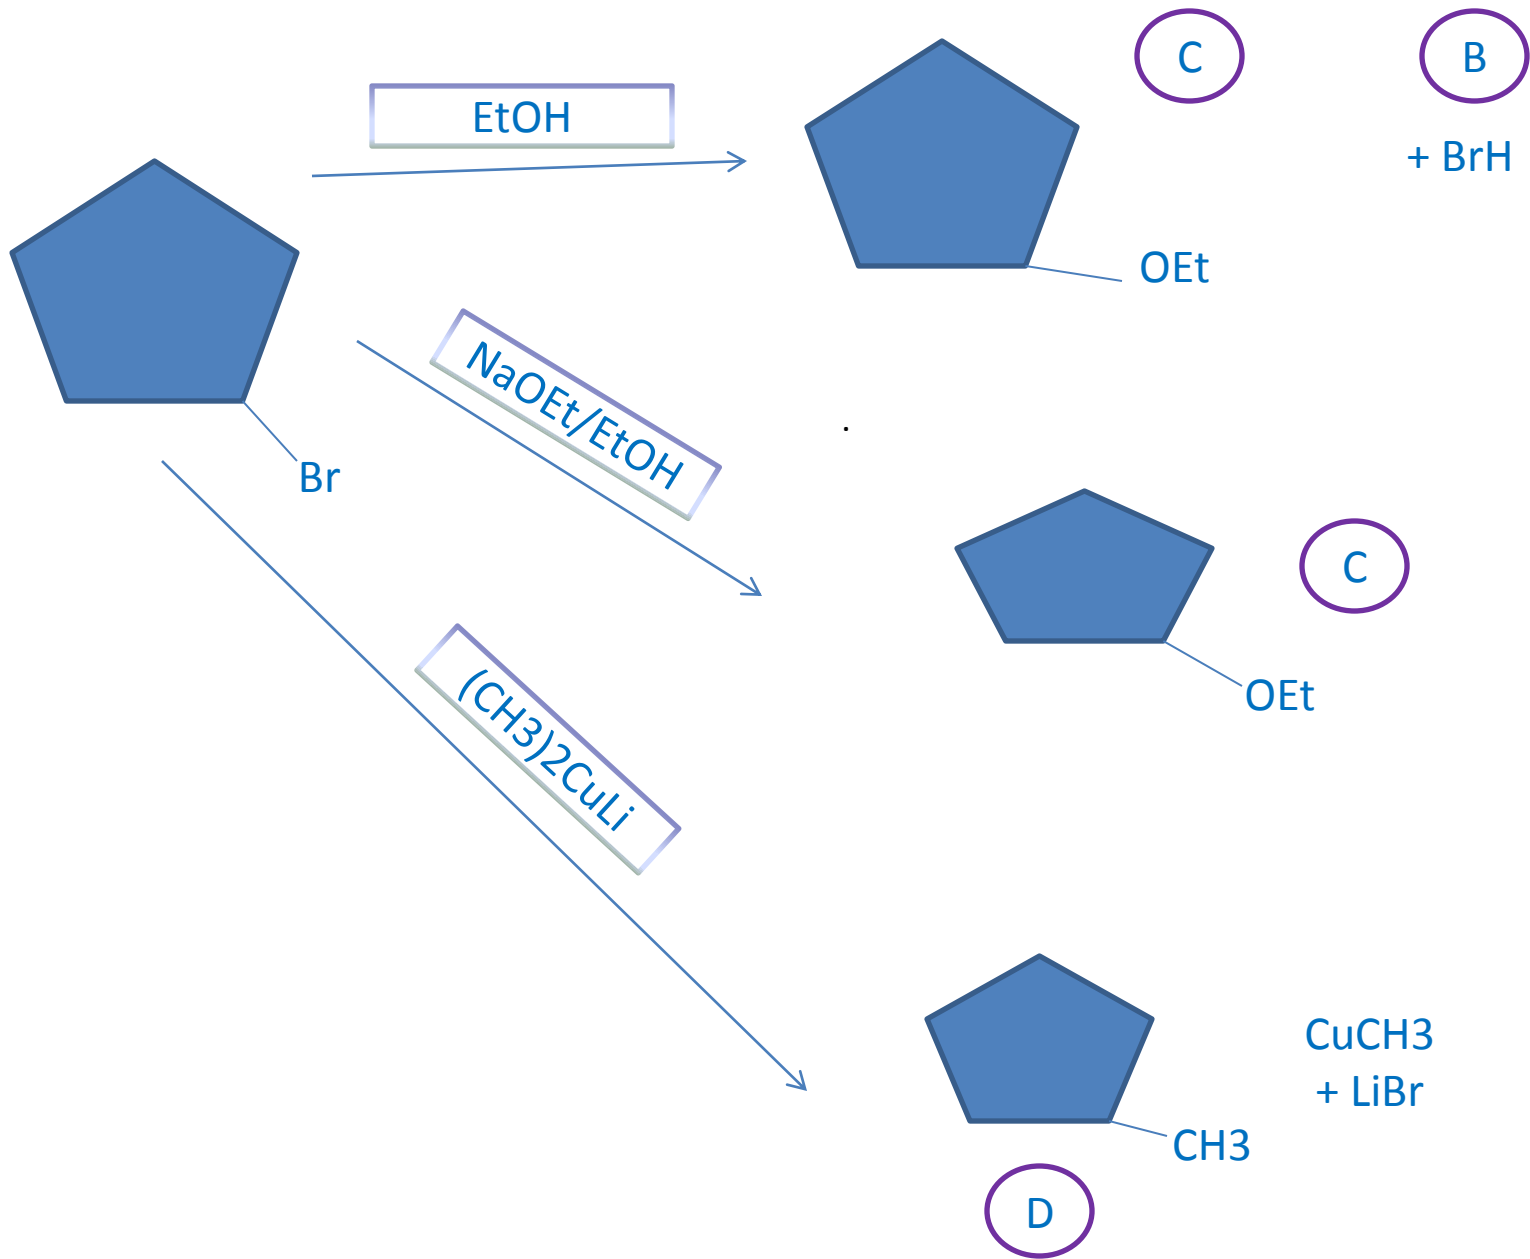 C
B
EtOH
+ BrH
OEt
NaOEt/EtOH
Br
.
C
OEt
(CH3)2CuLi
CuCH3
+ LiBr
CH3
D